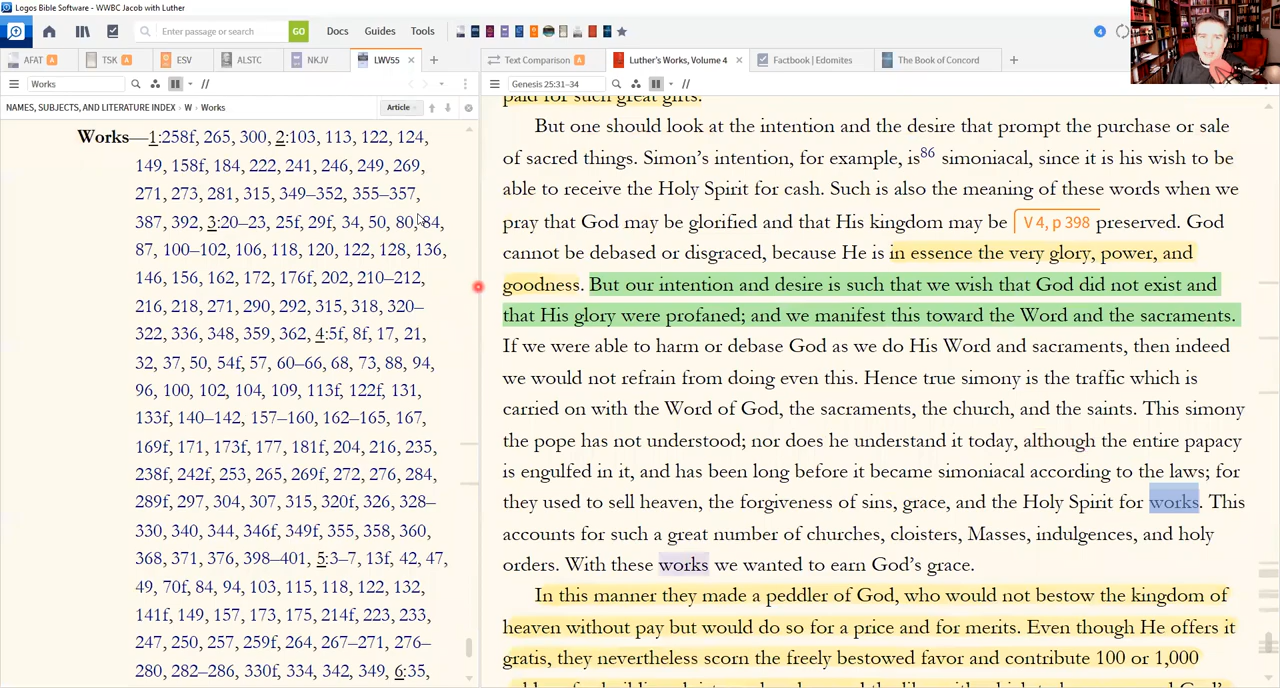 Logos Bible Software - WWBC Jacob with Luther
Enter passage or search GO Docs Guides Tools 4
AFAT A TSK A ESV ALSTC NKJV LWV55 × + Text Comparison A Luther's Works, Volume 4 × Factbook | Edomites The Book of Concord +
Works // Genesis 25:31–34 //
NAMES, SUBJECTS, AND LITERATURE INDEX › W › Works Article
Works—1:258f, 265, 300, 2:103, 113, 122, 124,
149, 158f, 184, 222, 241, 246, 249, 269,
271, 273, 281, 315, 349–352, 355–357,
387, 392, 3:20–23, 25f, 29f, 34, 50, 80, 84,
87, 100–102, 106, 118, 120, 122, 128, 136,
146, 156, 162, 172, 176f, 202, 210–212,
216, 218, 271, 290, 292, 315, 318, 320–
322, 336, 348, 359, 362, 4:5f, 8f, 17, 21,
32, 37, 50, 54f, 57, 60–66, 68, 73, 88, 94,
96, 100, 102, 104, 109, 113f, 122f, 131,
133f, 140–142, 157–160, 162–165, 167,
169f, 171, 173f, 177, 181f, 204, 216, 235,
238f, 242f, 253, 265, 269f, 272, 276, 284,
289f, 297, 304, 307, 315, 320f, 326, 328–
330, 340, 344, 346f, 349f, 355, 358, 360,
368, 371, 376, 398–401, 5:3–7, 13f, 42, 47,
49, 70f, 84, 94, 103, 115, 118, 122, 132,
141f, 149, 157, 173, 175, 214f, 223, 233,
247, 250, 257, 259f, 264, 267–271, 276–
280, 282–286, 330f, 334, 342, 349, 6:35,
paid for such great gifts.
But one should look at the intention and the desire that prompt the purchase or sale
of sacred things. Simon's intention, for example, is86 simoniacal, since it is his wish to be
able to receive the Holy Spirit for cash. Such is also the meaning of these words when we
pray that God may be glorified and that His kingdom may be V 4, p 398 preserved. God
cannot be debased or disgraced, because He is in essence the very glory, power, and
goodness. But our intention and desire is such that we wish that God did not exist and
that His glory were profaned; and we manifest this toward the Word and the sacraments.
If we were able to harm or debase God as we do His Word and sacraments, then indeed
we would not refrain from doing even this. Hence true simony is the traffic which is
carried on with the Word of God, the sacraments, the church, and the saints. This simony
the pope has not understood; nor does he understand it today, although the entire papacy
is engulfed in it, and has been long before it became simoniacal according to the laws; for
they used to sell heaven, the forgiveness of sins, grace, and the Holy Spirit for works. This
accounts for such a great number of churches, cloisters, Masses, indulgences, and holy
orders. With these works we wanted to earn God's grace.
In this manner they made a peddler of God, who would not bestow the kingdom of
heaven without pay but would do so for a price and for merits. Even though He offers it
gratis, they nevertheless scorn the freely bestowed favor and contribute 100 or 1,000